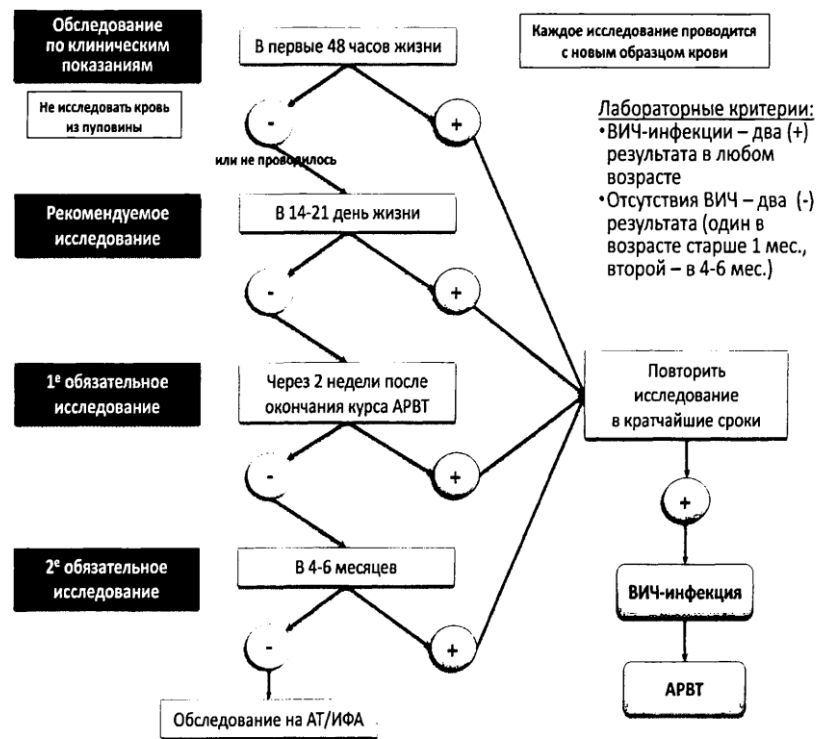 Обследование
по клиническим
показаниям
В первые 48 часов жизни
Каждое исследование проводится
с новым образцом крови
Не исследовать кровь
из пуповины
-
+
или не проводилось
Лабораторные критерии:
•ВИЧ-инфекции – два (+)
результата в любом
возрасте
•Отсутствия ВИЧ – два (-)
результата (один в
возрасте старше 1 мес.,
второй – в 4-6 мес.)
Рекомендуемое
исследование
В 14-21 день жизни
-
+
1е обязательное
исследование
Через 2 недели после
окончания курса АРВТ
Повторить
исследование
в кратчайшие сроки
-
+
+
2е обязательное
исследование
В 4-6 месяцев
ВИЧ-инфекция
-
+
АРВТ
Обследование на АТ/ИФА